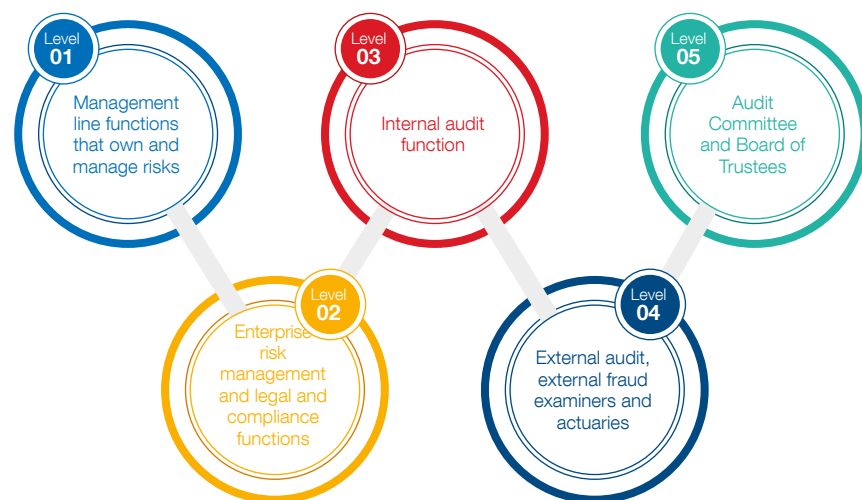 Level
01
Management
line functions
that own and
manage risks
Level
02
Enterprise
risk
management
and legal and
compliance
functions
Level
03
Internal audit
function
Level
04
External audit,
external fraud
examiners and
actuaries
Level
05
Audit
Committee
and Board of
Trustees